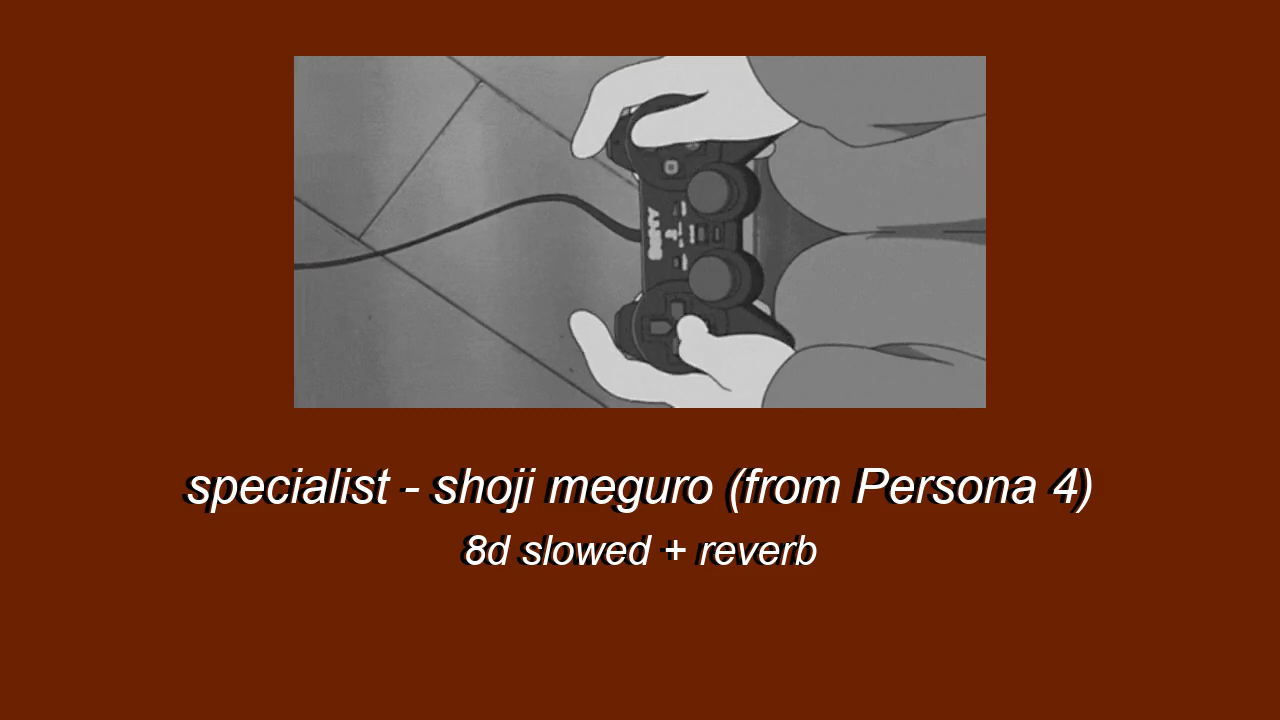 specialist - shoji meguro (from Persona 4)
8d slowed + reverb